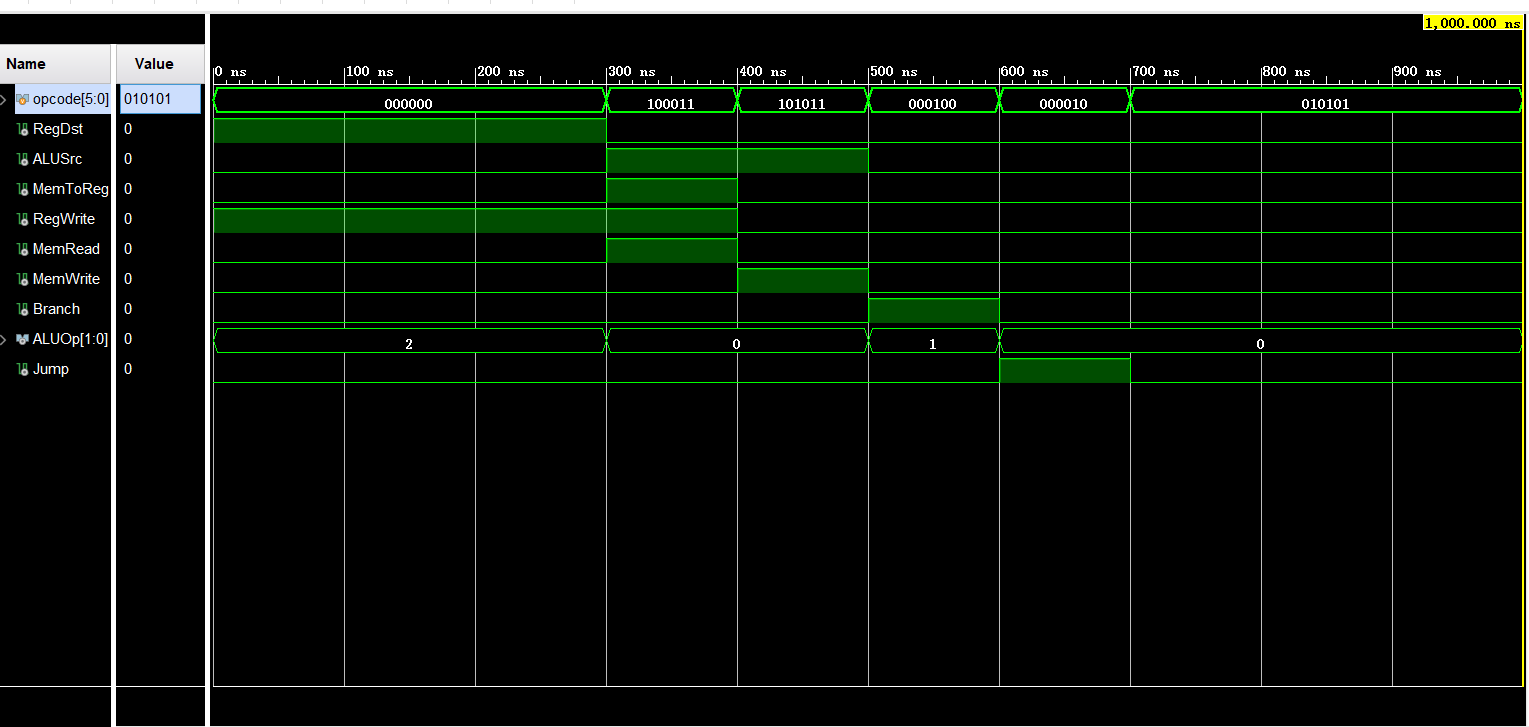 1,000.000 ns
Name Value
0 ns 100 ns 200 ns 300 ns 400 ns 500 ns 600 ns 700 ns 800 ns 900 ns
opcode[5:0] 010101 000000 100011 101011 000100 000010 010101
RegDst 0
ALUSrc 0
MemToReg 0
RegWrite 0
MemRead 0
MemWrite 0
Branch 0
ALUOp[1:0] 0 2 0 1 0
Jump 0